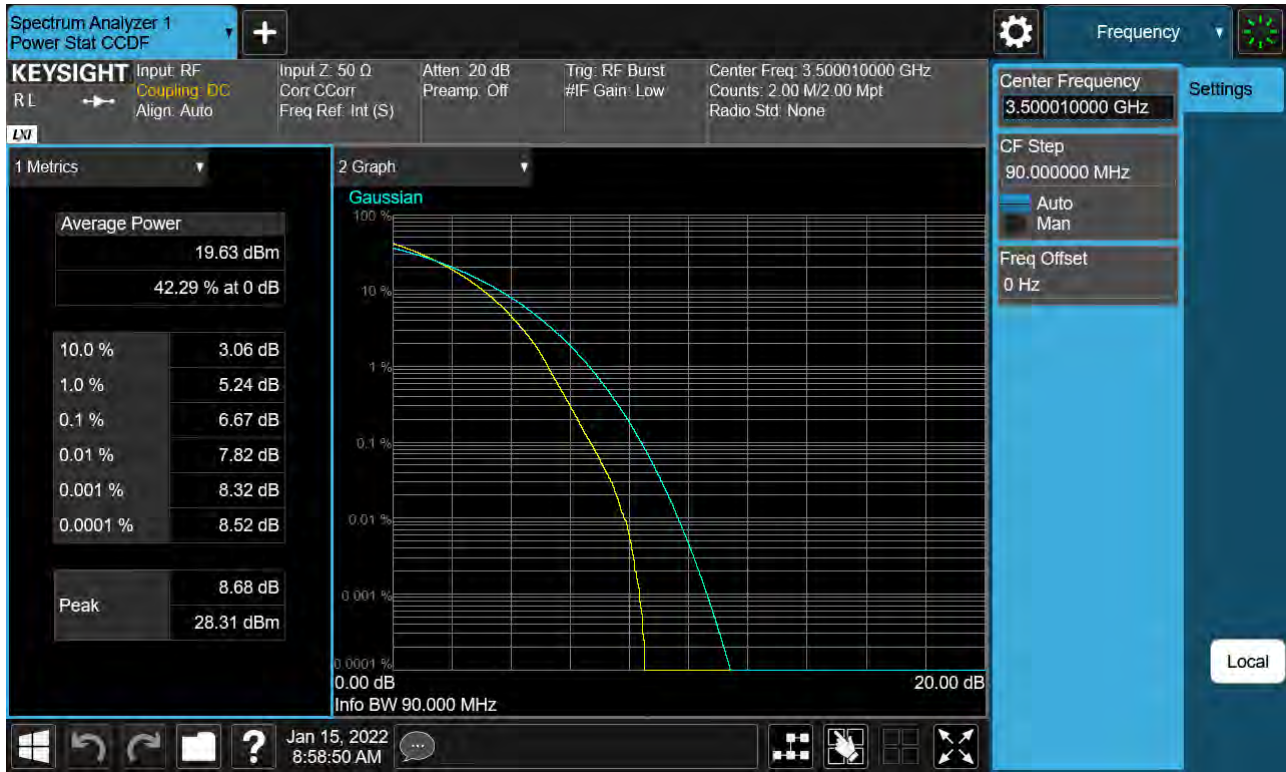 Spectrum Analyzer 1
Power Stat CCDF
Frequency
KEYSIGHT
RL
LXI
Input: RF
Coupling: DC
Align: Auto
Input Z: 50 Ω
Corr CCorr
Freq Ref: Int (S)
Atten: 20 dB
Preamp: Off
Trig: RF Burst
#IF Gain: Low
Center Freq: 3.500010000 GHz
Counts: 2.00 M/2.00 Mpt
Radio Std: None
Center Frequency
3.500010000 GHz
Settings
CF Step
90.000000 MHz
Auto
Man
Freq Offset
0 Hz
Local
1 Metrics
Average Power
19.63 dBm
42.29 % at 0 dB
10.0 % 3.06 dB
1.0 % 5.24 dB
0.1 % 6.67 dB
0.01 % 7.82 dB
0.001 % 8.32 dB
0.0001 % 8.52 dB
Peak
8.68 dB
28.31 dBm
2 Graph
Gaussian
100 %
10 %
1 %
0.1 %
0.01 %
0.001 %
0.0001 %
0.00 dB 20.00 dB
Info BW 90.000 MHz
?
Jan 15, 2022
8:58:50 AM